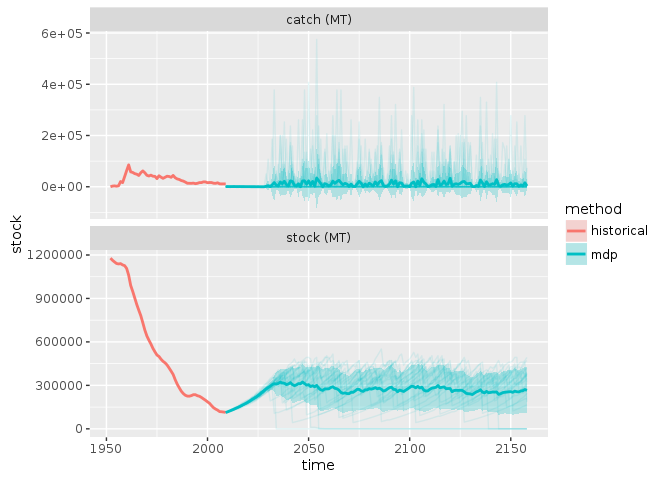 catch (MT)
6e+05
4e+05
2e+05
0e+00
stock (MT)
1200000
900000
600000
300000
0
1950
2000
2050
2100
2150
time
stock
method
historical
mdp